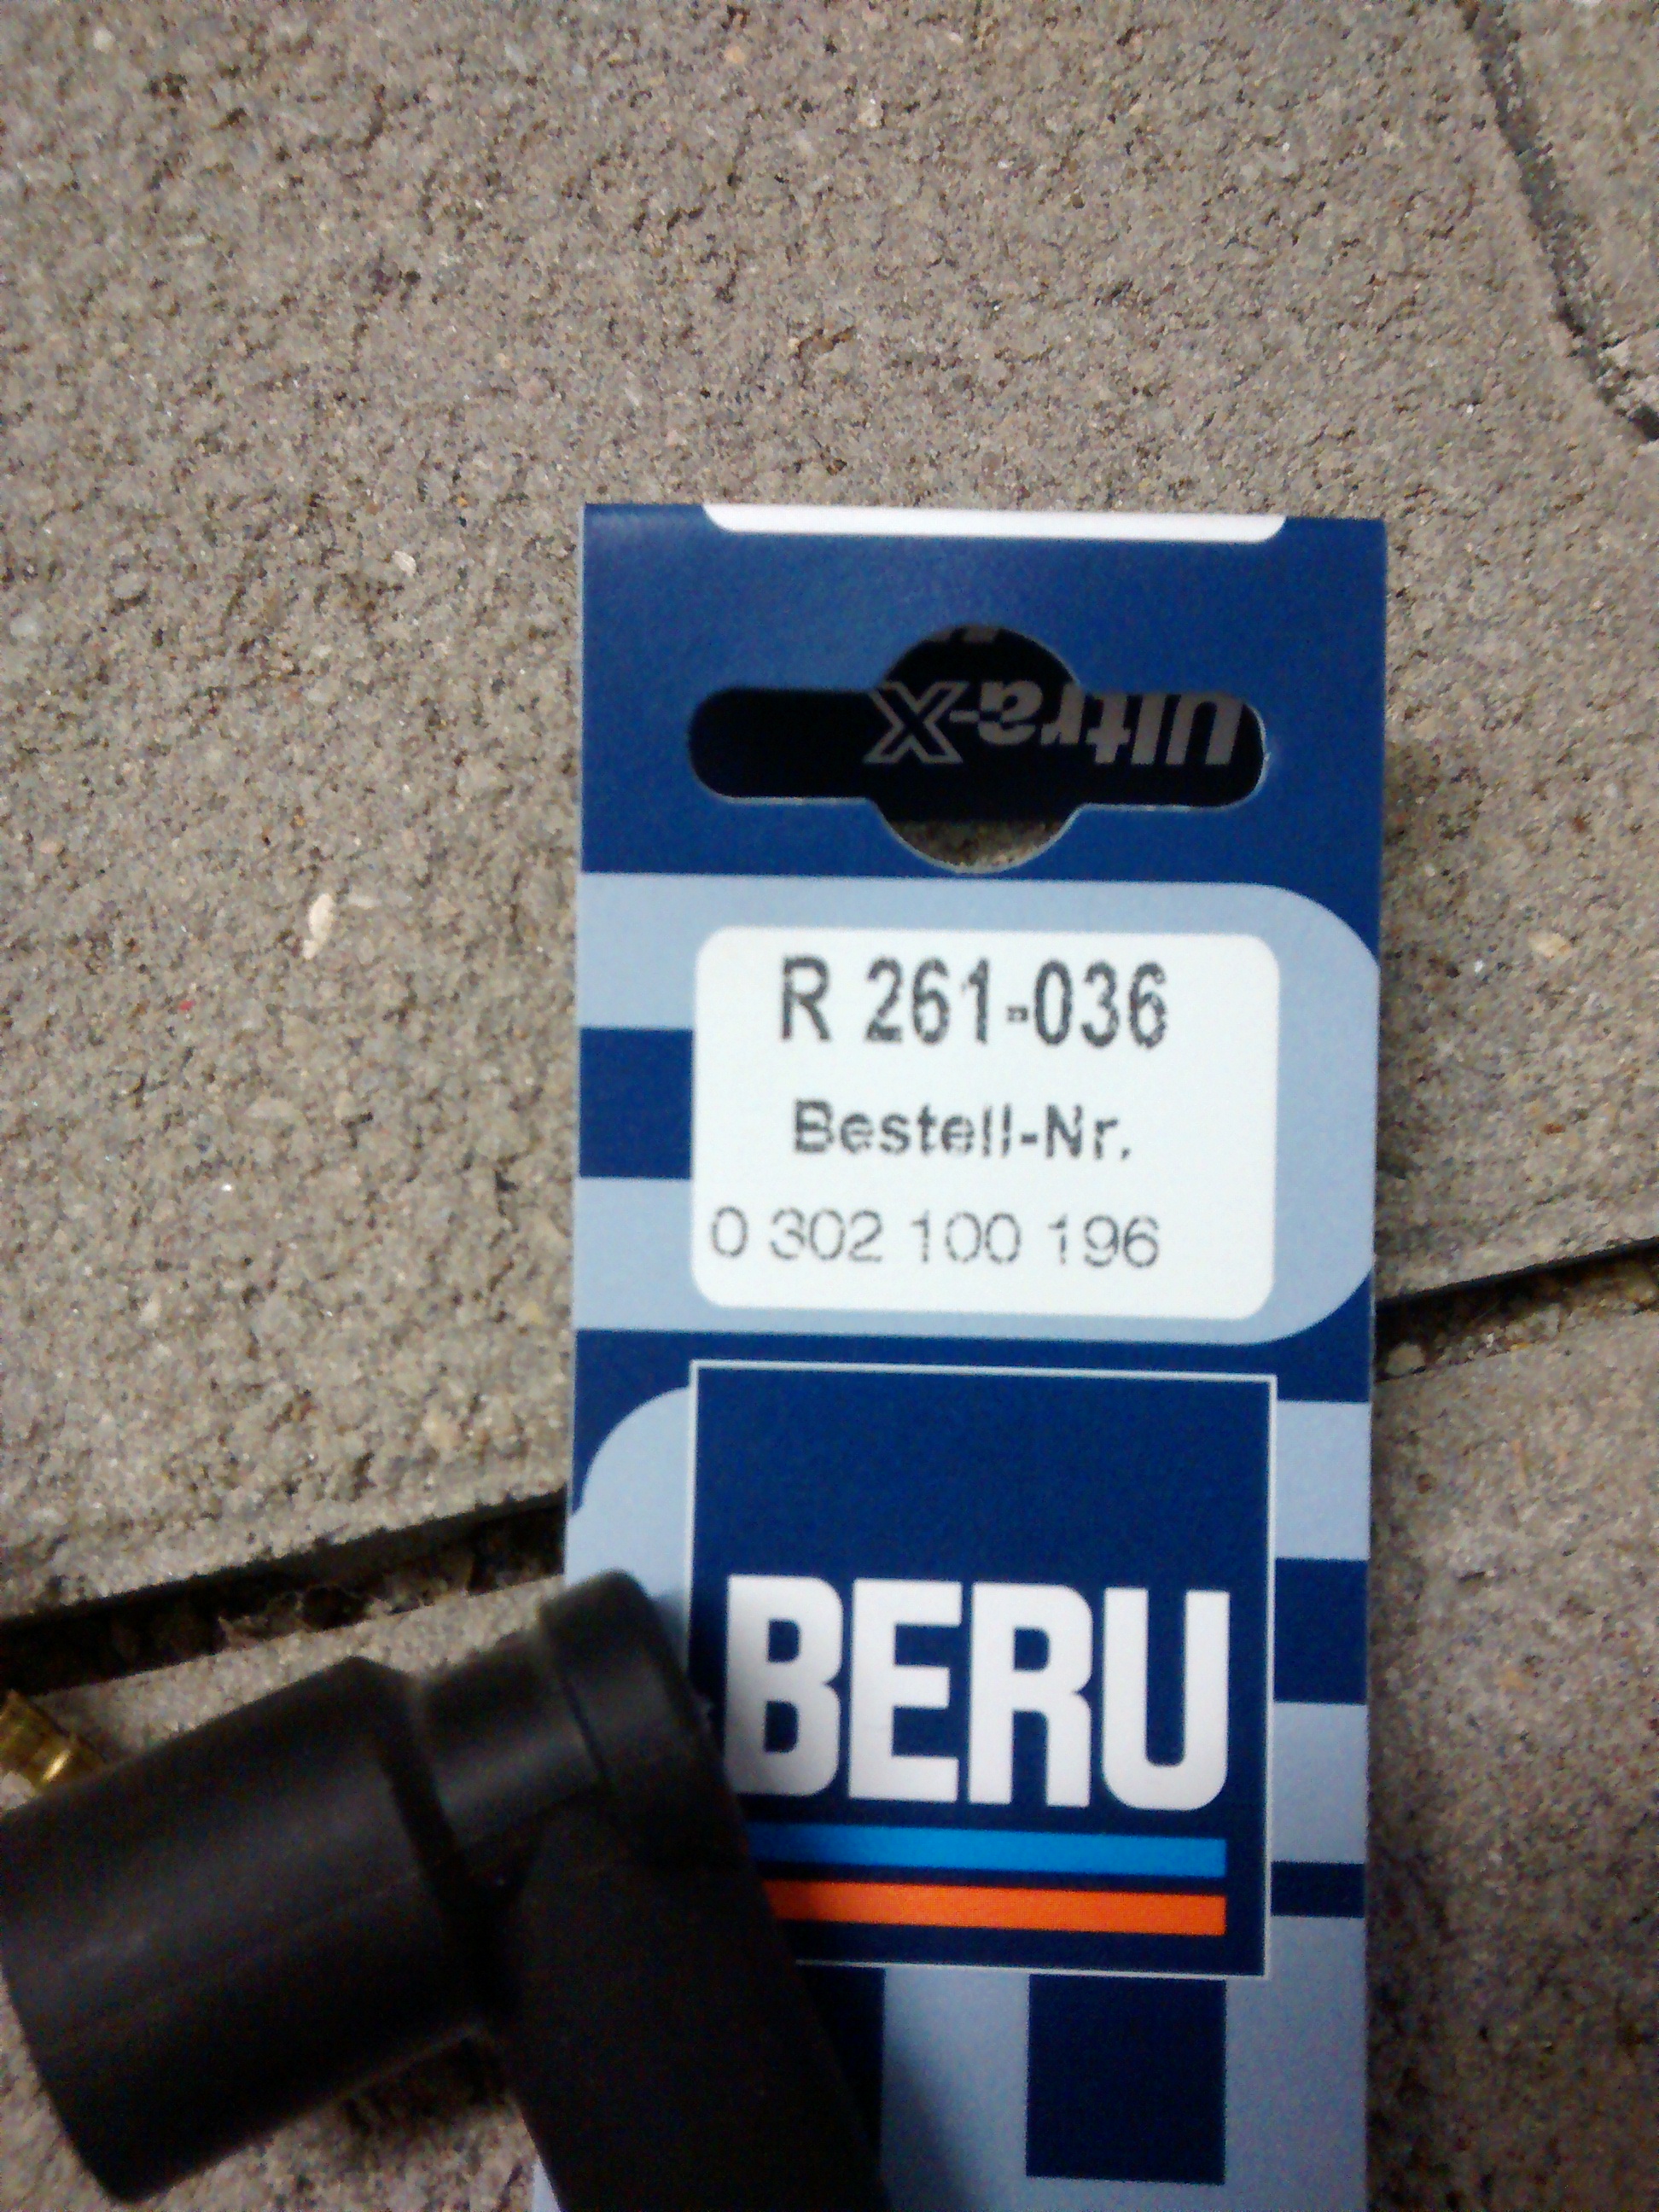 Ultra-X
R 261-036
Bestell-Nr.
0 302 100 196
BERU